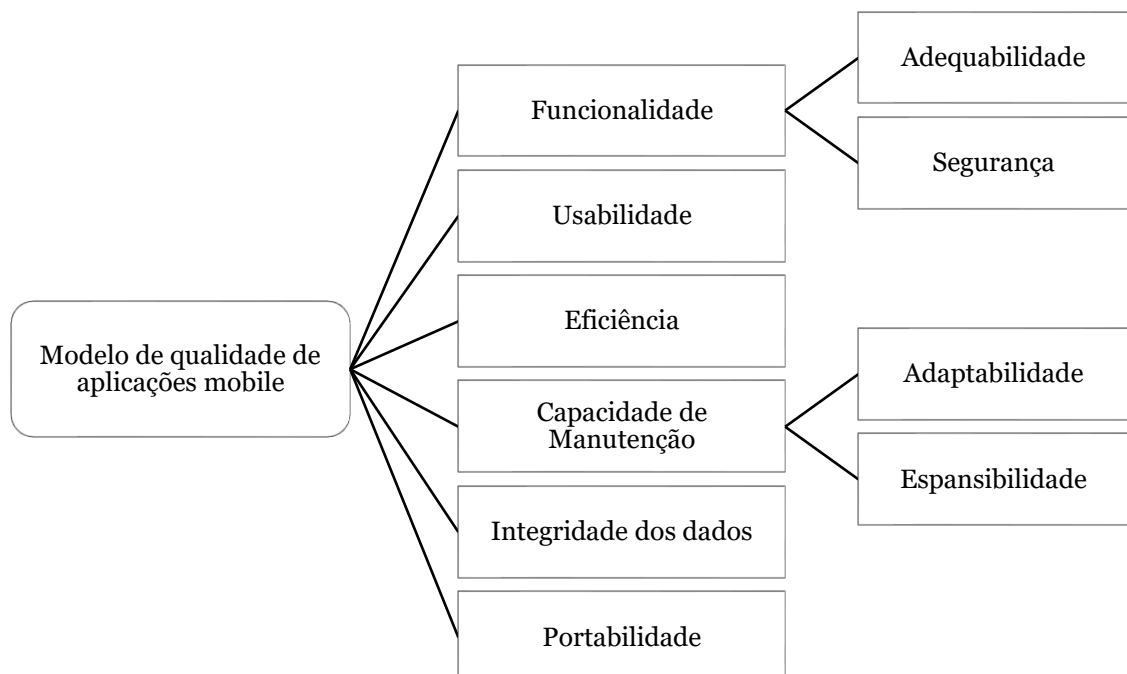 Modelo de qualidade de
aplicações mobile
Funcionalidade
Adequabilidade
Segurança
Usabilidade
Eficiência
Capacidade de
Manutenção
Adaptabilidade
Espansibilidade
Integridade dos dados
Portabilidade